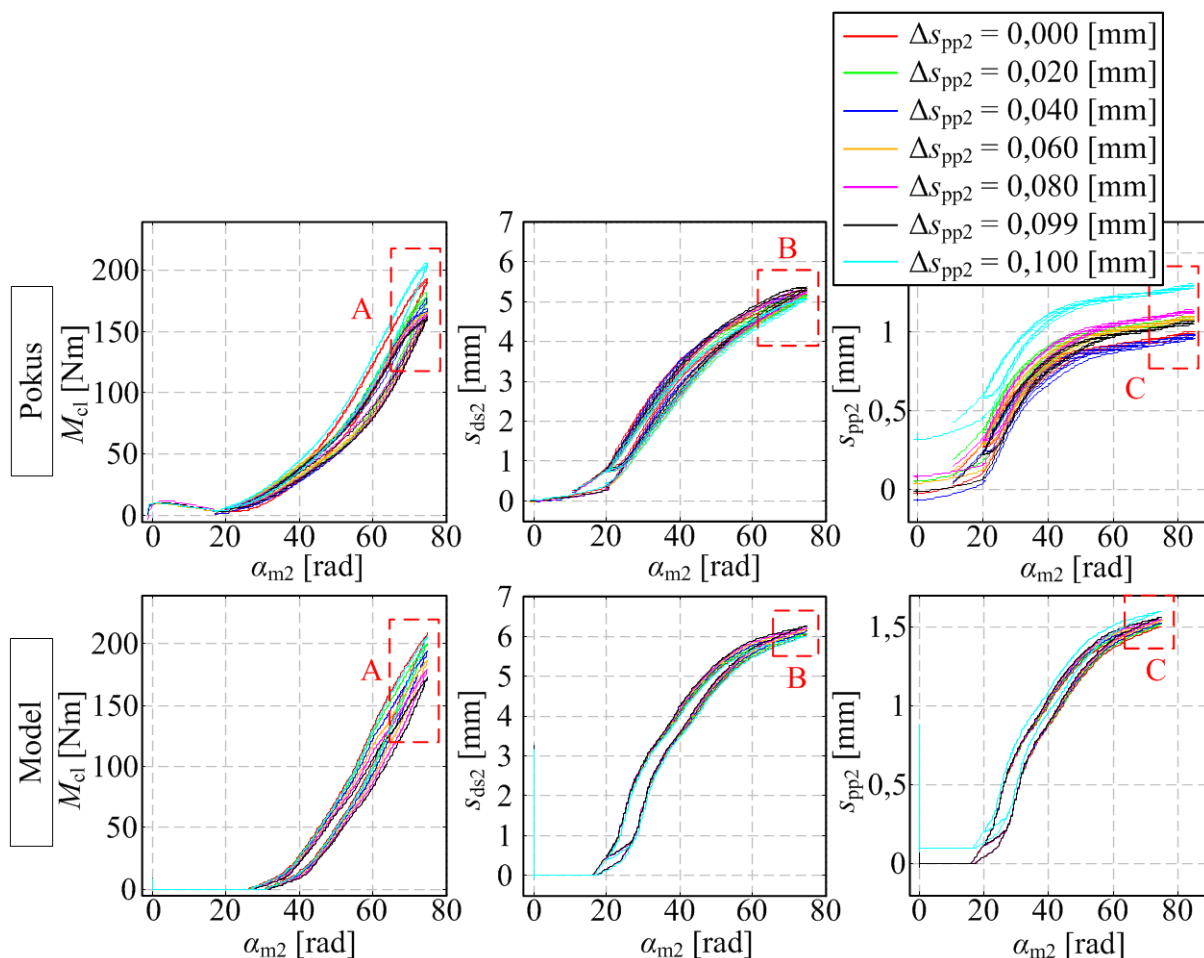 Δspp2 = 0,000 [mm]
Δspp2 = 0,020 [mm]
Δspp2 = 0,040 [mm]
Δspp2 = 0,060 [mm]
Δspp2 = 0,080 [mm]
Δspp2 = 0,099 [mm]
Δspp2 = 0,100 [mm]
Pokus
Mcl [Nm]
200
150
100
50
0
A
0 20 40 60 80
αm2 [rad]
sds2 [mm]
7
6
5
4
3
2
1
0
B
0 20 40 60 80
αm2 [rad]
spp2 [mm]
1
0,5
0
C
0 20 40 60 80
αm2 [rad]
Model
Mcl [Nm]
200
150
100
50
0
A
0 20 40 60 80
αm2 [rad]
sds2 [mm]
7
6
5
4
3
2
1
0
B
0 20 40 60 80
αm2 [rad]
spp2 [mm]
1.5
1
0.5
0
C
0 20 40 60 80
αm2 [rad]